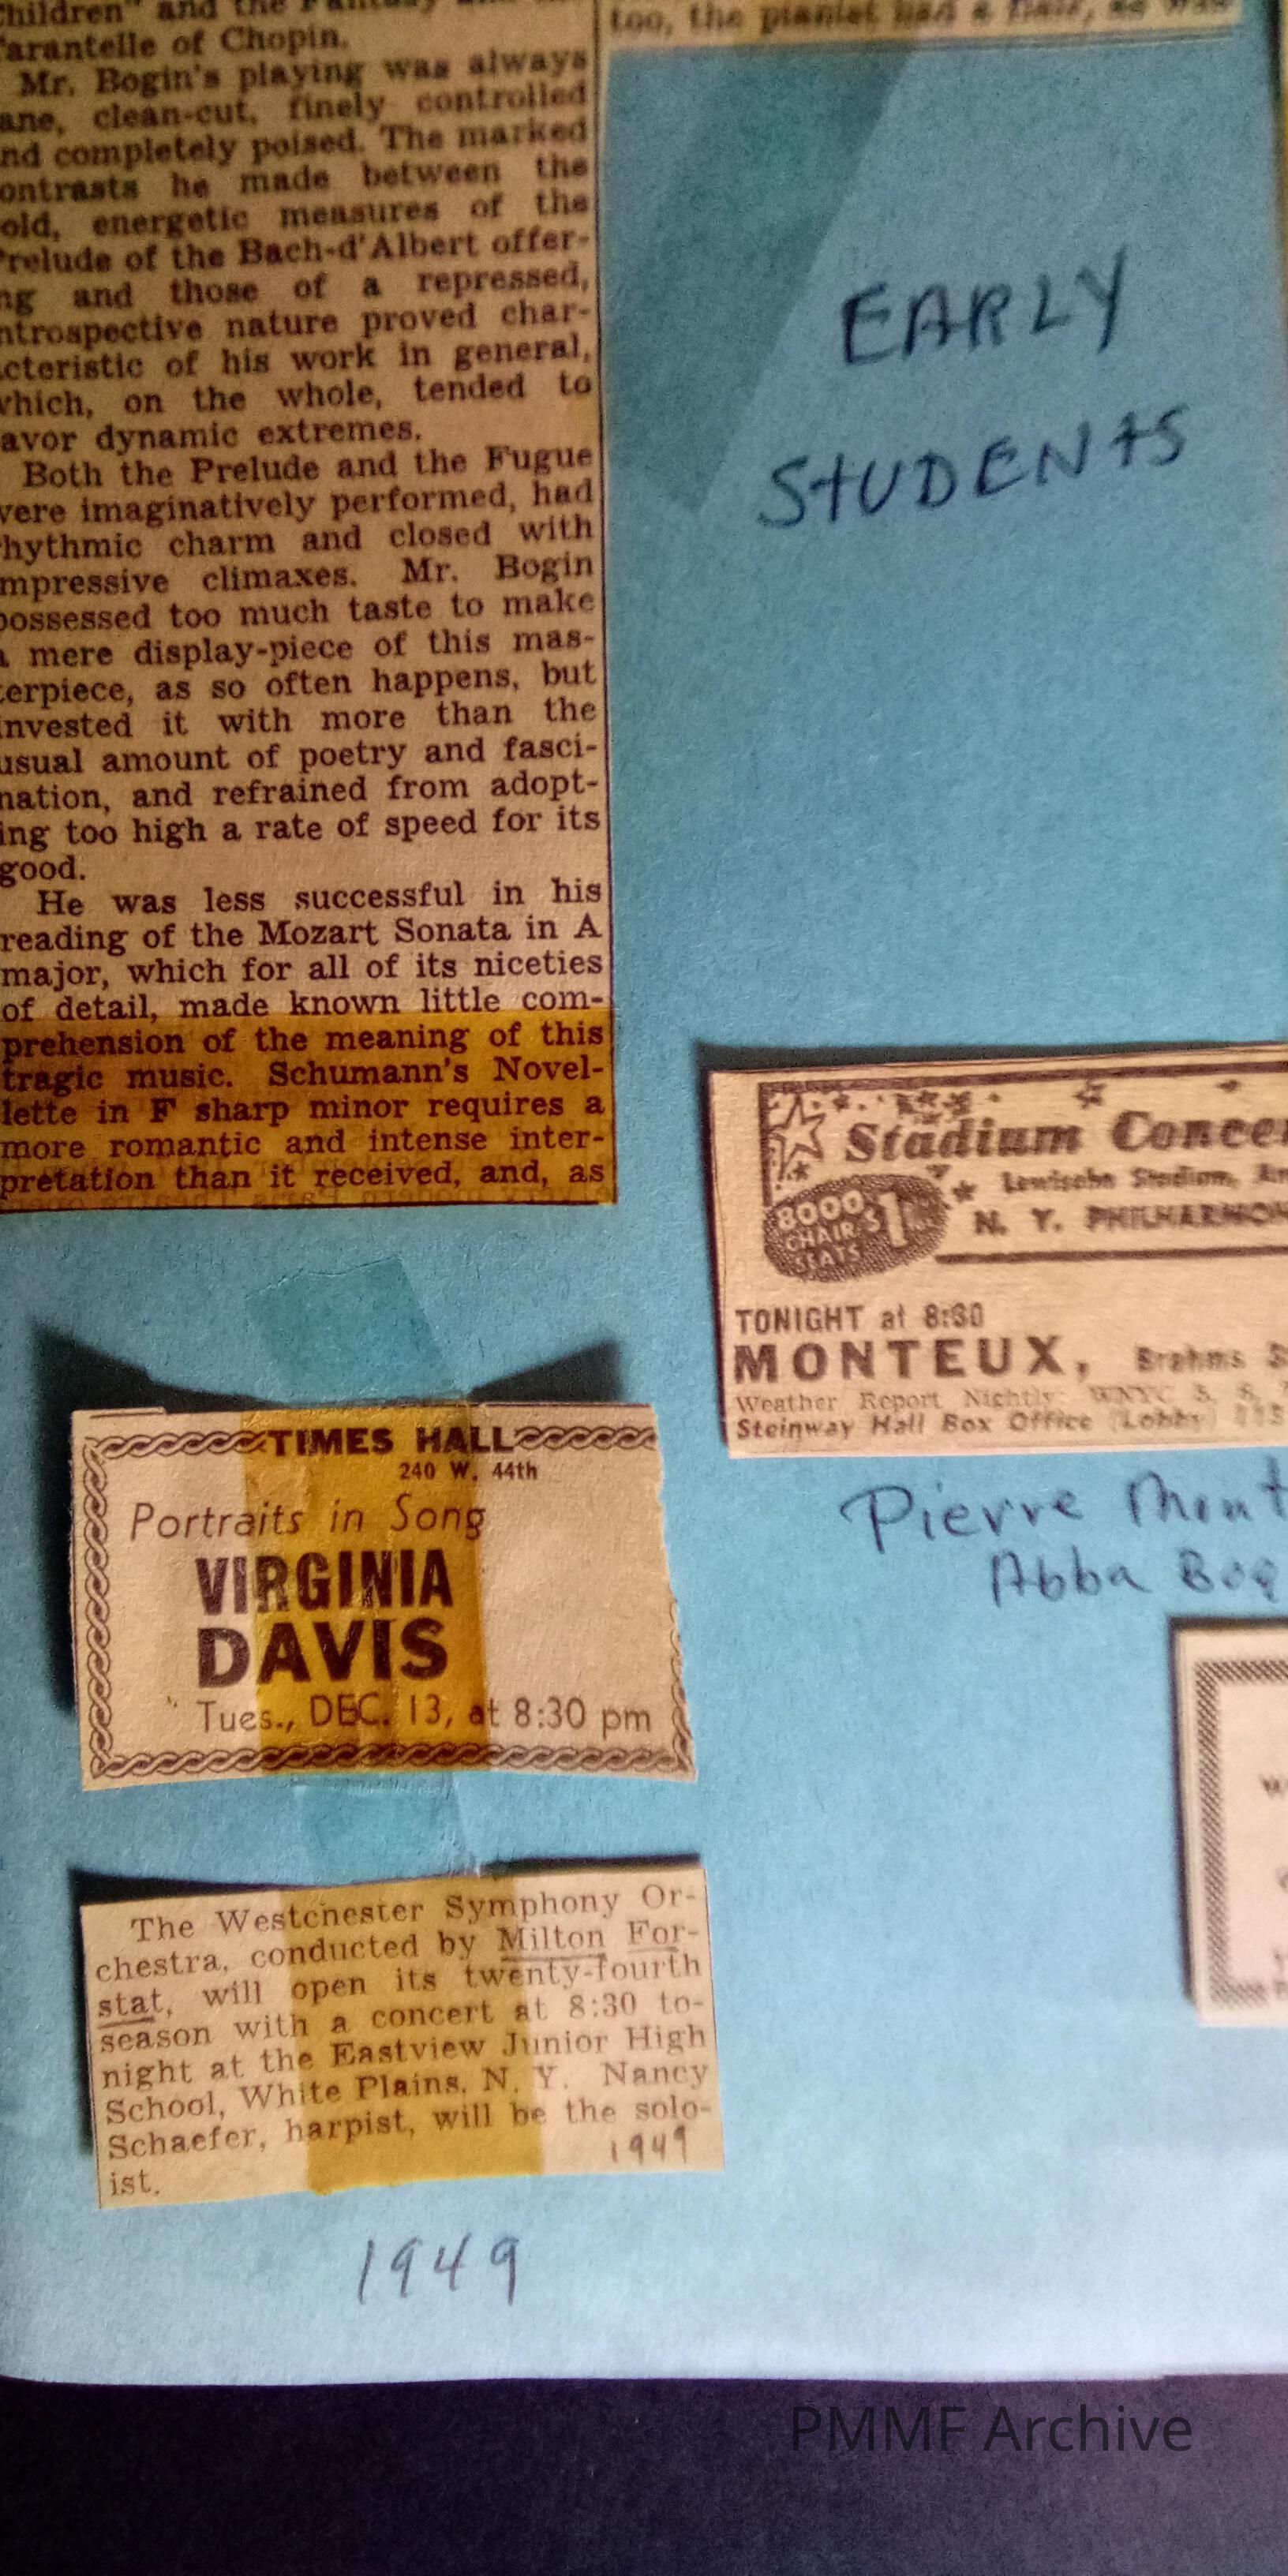 children" and the Fantasy
Tarantelle of Chopin.
Mr. Bogin's playing was always
ane, clean-cut, finely controlled
nd completely poised. The marked
ontrasts he made between the
old, energetic measures of the
relude of the Bach-d'Albert offer-
ng and those of a repressed,
ntrospective nature proved char-
cteristic of his work in general,
which, on the whole, tended to
avor dynamic extremes.
Both the Prelude and the Fugue
were imaginatively performed, had
rhythmic charm and closed with
mpressive climaxes. Mr. Bogin
possessed too much taste to make
a mere display-piece of this mas-
terpiece, as so often happens, but
invested it with more than the
usual amount of poetry and fasci-
nation, and refrained from adopt-
ing too high a rate of speed for its
good.
He was less successful in his
reading of the Mozart Sonata in A
major, which for all of its niceties
of detail, made known little com-
prehension of the meaning of this
tragic music. Schumann's Novel-
lette in F sharp minor requires a
more romantic and intense inter-
pretation than it received, and, as
too, the pianist had a flair, as was
EARLY
STUDENTS
Stadium Concer
Lewisohn Stadium,
8000 CHAIR SEATS $1
N. Y. PHILHARMON
TONIGHT at 8:30
MONTEUX, Brahms
Weather Report Nightly: WNYC
Steinway Hall Box Office (Lobby) 113
Pierre Mont
Abba Bog
TIMES HALL
240 W. 44th
Portraits in Song
VIRGINIA
DAVIS
Tues., DEC. 13, at 8:30 pm
The Westchester Symphony Or-
chestra, conducted by Milton For-
stat, will open its twenty-fourth
season with a concert at 8:30 to-
night at the Eastview Junior High
School, White Plains, N. Y. Nancy
Schaefer, harpist, will be the solo-
ist.
1949
1949
PMMF Archive